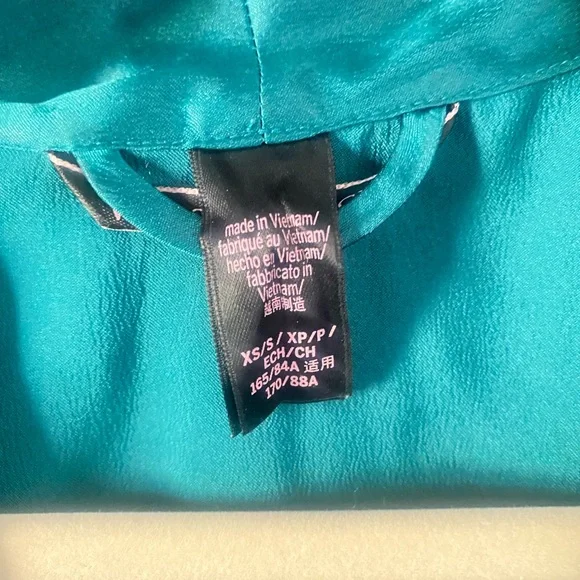 made in Vietnam/
fabriqué au Vietnam/
hecho en Vietnam/
fabbricato in
Vietnam/
越南制造
XS/S / XP/P /
ECH/CH
165/84A 适用
170/88A